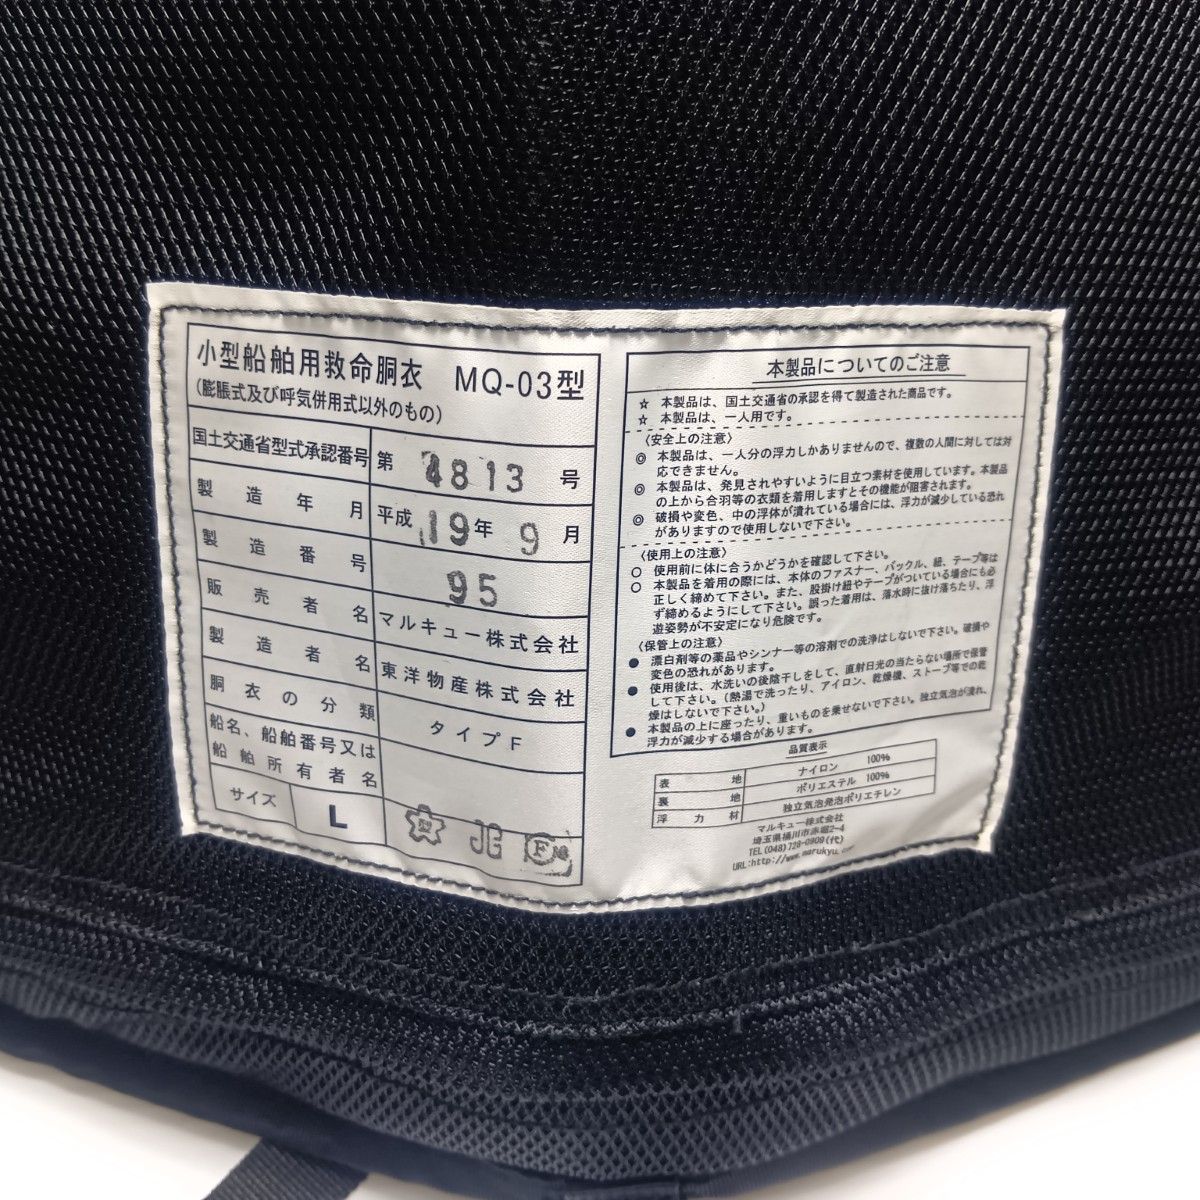 小型船舶用救命胴衣 MQ-03型
(膨脹式及び呼気併用式以外のもの)
国土交通省型式承認番号 第 4813 号
製造年月 平成 19 年 9 月
製造番号 95
販売者名 マルキュー株式会社
製造者名 東洋物産株式会社
胴衣の分類 タイプF
船名、船舶番号又は
船舶所有者名
サイズ L
型 JG F
本製品についてのご注意
☆ 本製品は、国土交通省の承認を得て製造された商品です。
☆ 本製品は、一人用です。
〈安全上の注意〉
◎ 本製品は、一人分の浮力しかありませんので、複数の人間に対しては対
応できません。
◎ 本製品は、発見されやすいように目立つ素材を使用しています。本製品
の上から合羽等の衣類を着用しますとその機能が阻害されます。
◎ 破損や変色、中の浮体が潰れている場合には、浮力が減少している恐れ
がありますので使用しないで下さい。
〈使用上の注意〉
○ 使用前に体に合うかどうかを確認して下さい。
○ 本製品を着用の際には、本体のファスナー、バックル、紐、テープ等は
正しく締めて下さい。また、股掛け紐やテープがついている場合にも必
ず締めるようにして下さい。誤った着用は、落水時に抜け落ちたり、浮
遊姿勢が不安定になり危険です。
〈保管上の注意〉
● 漂白剤等の薬品やシンナー等の溶剤での洗浄はしないで下さい。破損や
変色の恐れがあります。
● 使用後は、水洗いの後陰干しをして、直射日光の当たらない場所で保管
して下さい。(熱湯で洗ったり、アイロン、乾燥機、ストーブ等での乾
燥はしないで下さい。)
● 本製品の上に座ったり、重いものを乗せないで下さい。独立気泡が潰れ、
浮力が減少する場合があります。
品質表示
表地 ナイロン 100%
裏地 ポリエステル 100%
浮力材 独立気泡発泡ポリエチレン
マルキュー株式会社
埼玉県桶川市赤堀2-4
TEL(048)728-0909(代)
URL:http://www.marukyu.com